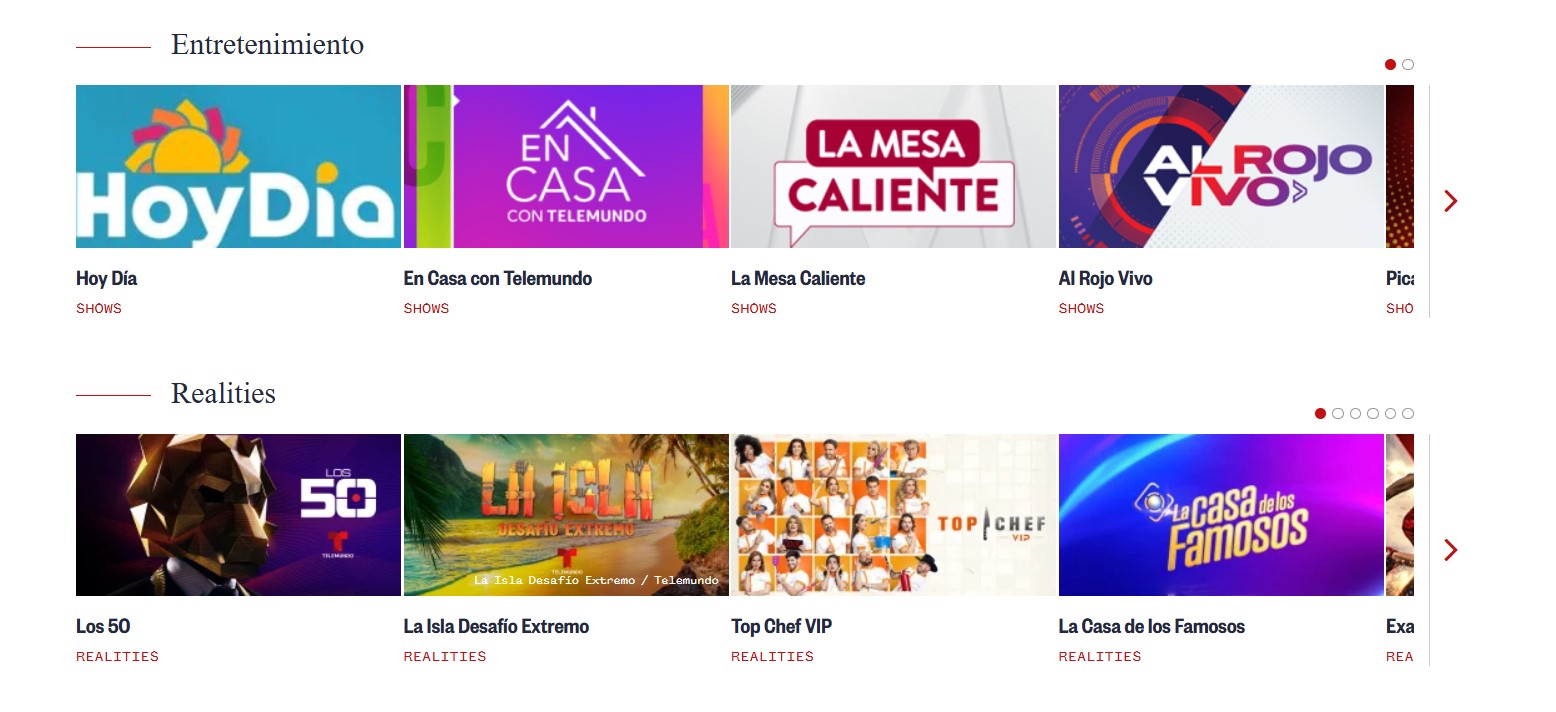 Entretenimiento
HoyDía
EN
CASA
CON TELEMUNDO
LA MESA
CALIENTE
AL ROJO
VIVO
Hoy Día
En Casa con Telemundo
La Mesa Caliente
Al Rojo Vivo
Pica
SHOWS
SHOWS
SHOWS
SHOWS
SHO
Realities
LOS
50
TELEMUNDO
LA ISLA
DESAFÍO EXTREMO
TELEMUNDO
La Isla Desafío Extremo / Telemundo
TOP CHEF
VIP
La casa de los
Famosos
Los 50
La Isla Desafío Extremo
Top Chef VIP
La Casa de los Famosos
Exa
REALITIES
REALITIES
REALITIES
REALITIES
REA